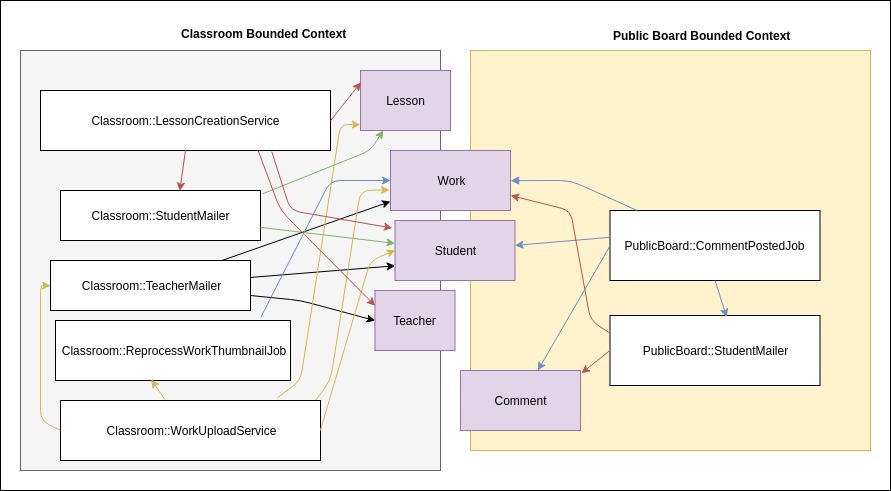 Classroom Bounded Context
Public Board Bounded Context
Lesson
Classroom::LessonCreationService
Work
Classroom::StudentMailer
Student
PublicBoard::CommentPostedJob
Classroom::TeacherMailer
Teacher
Classroom::ReprocessWorkThumbnailJob
PublicBoard::StudentMailer
Comment
Classroom::WorkUploadService